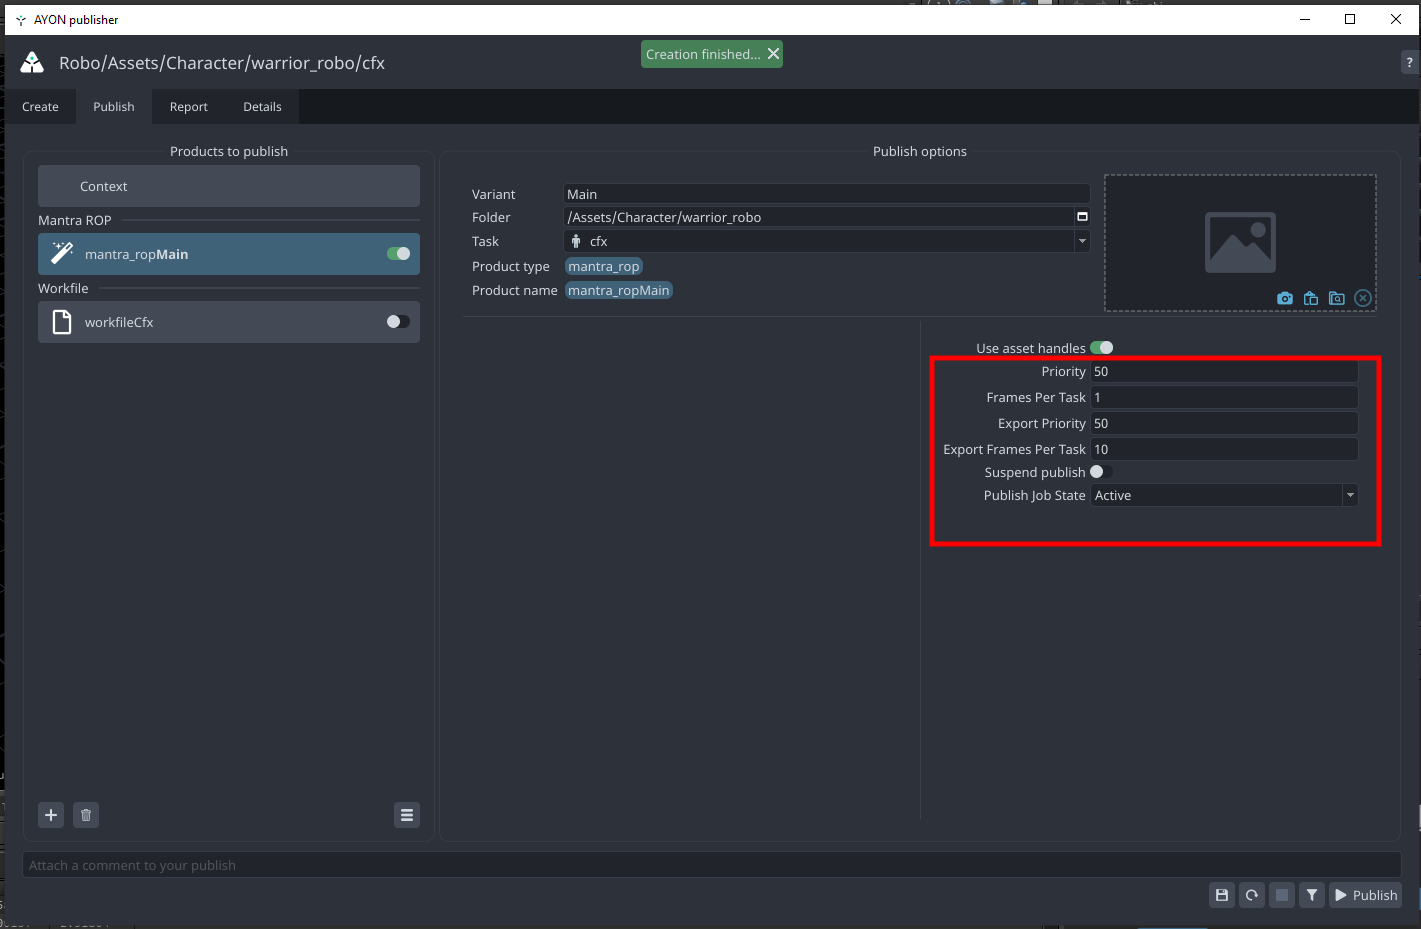 AYON publisher
Robo/Assets/Character/warrior_robo/cfx
Creation finished...
?
Create Publish Report Details
Products to publish
Context
Mantra ROP
mantra_ropMain
Workfile
workfileCfx
Publish options
Variant Main
Folder /Assets/Character/warrior_robo
Task cfx
Product type mantra_rop
Product name mantra_ropMain
Use asset handles
Priority 50
Frames Per Task 1
Export Priority 50
Export Frames Per Task 10
Suspend publish
Publish Job State Active
Attach a comment to your publish
Publish